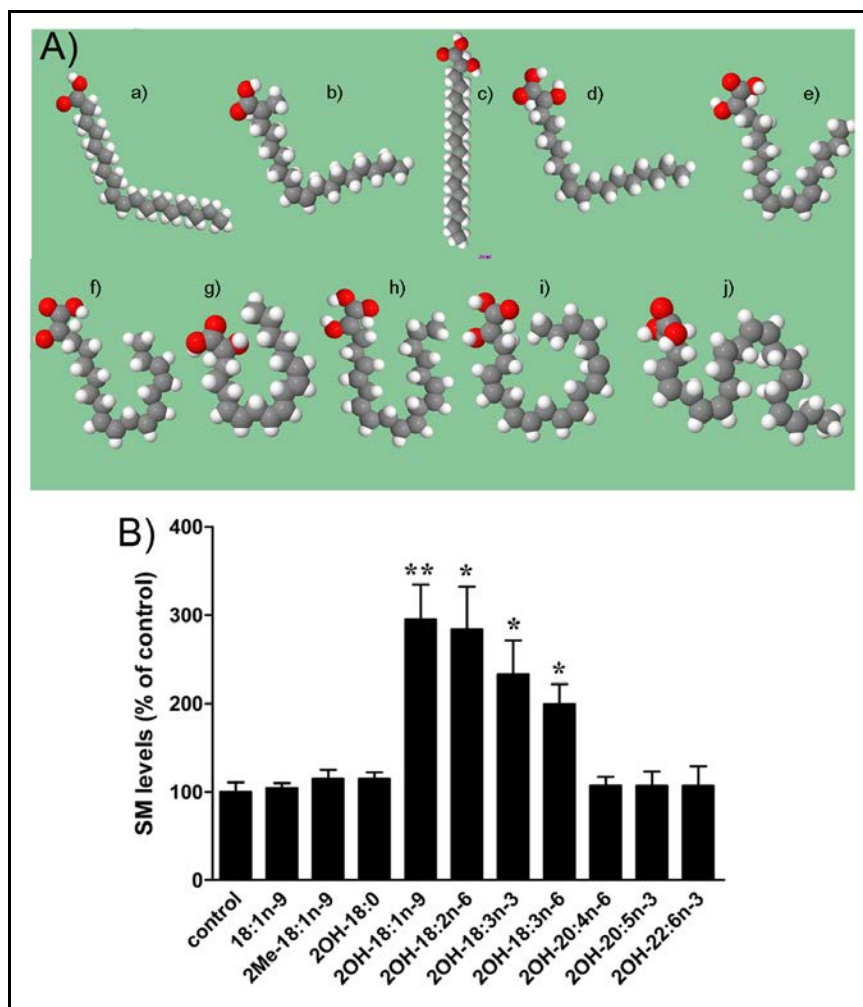 A)
a)
b)
c)
d)
e)
f)
g)
h)
i)
j)
B)
SM levels (% of control)
400
300
200
100
0
**
*
*
*
control
18:1n-9
2Me-18:1n-9
2OH-18:0
2OH-18:1n-9
2OH-18:2n-6
2OH-18:3n-3
2OH-18:3n-6
2OH-20:4n-6
2OH-20:5n-3
2OH-22:6n-3